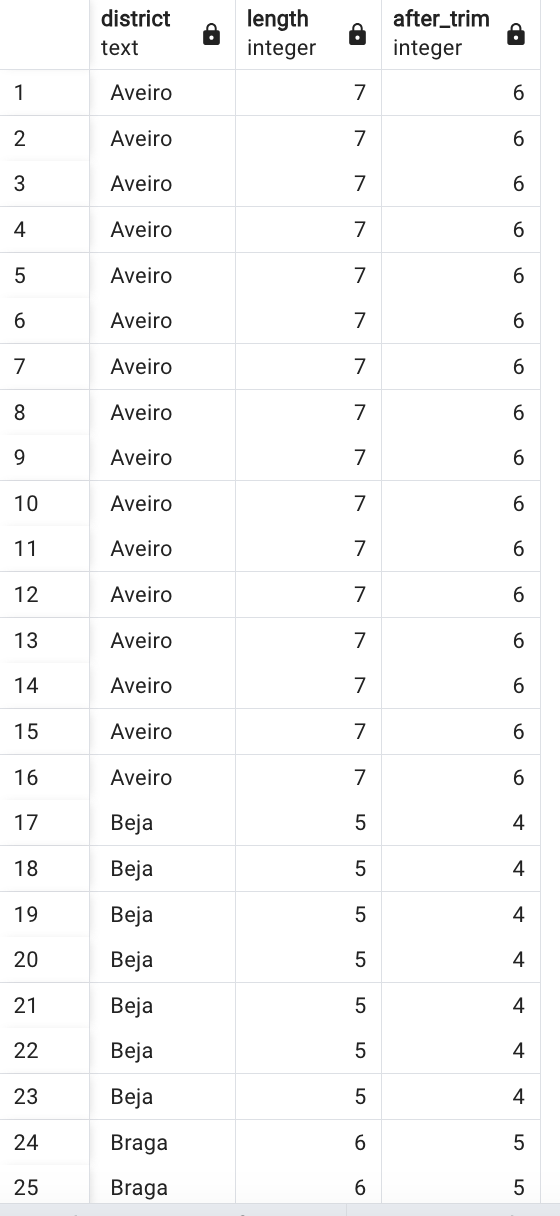 district length after_trim
text integer integer
1 Aveiro 7 6
2 Aveiro 7 6
3 Aveiro 7 6
4 Aveiro 7 6
5 Aveiro 7 6
6 Aveiro 7 6
7 Aveiro 7 6
8 Aveiro 7 6
9 Aveiro 7 6
10 Aveiro 7 6
11 Aveiro 7 6
12 Aveiro 7 6
13 Aveiro 7 6
14 Aveiro 7 6
15 Aveiro 7 6
16 Aveiro 7 6
17 Beja 5 4
18 Beja 5 4
19 Beja 5 4
20 Beja 5 4
21 Beja 5 4
22 Beja 5 4
23 Beja 5 4
24 Braga 6 5
25 Braga 6 5